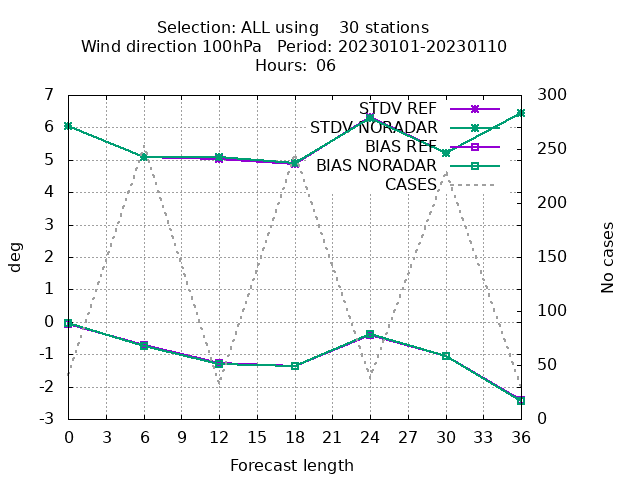 Selection: ALL using    30 stations
Wind direction 100hPa   Period: 20230101-20230110
Hours: 06
STDV REF
STDV NORADAR
BIAS REF
BIAS NORADAR
CASES
7
6
5
4
3
2
1
0
-1
-2
-3
deg
300
250
200
150
100
50
0
No cases
0 3 6 9 12 15 18 21 24 27 30 33 36
Forecast length